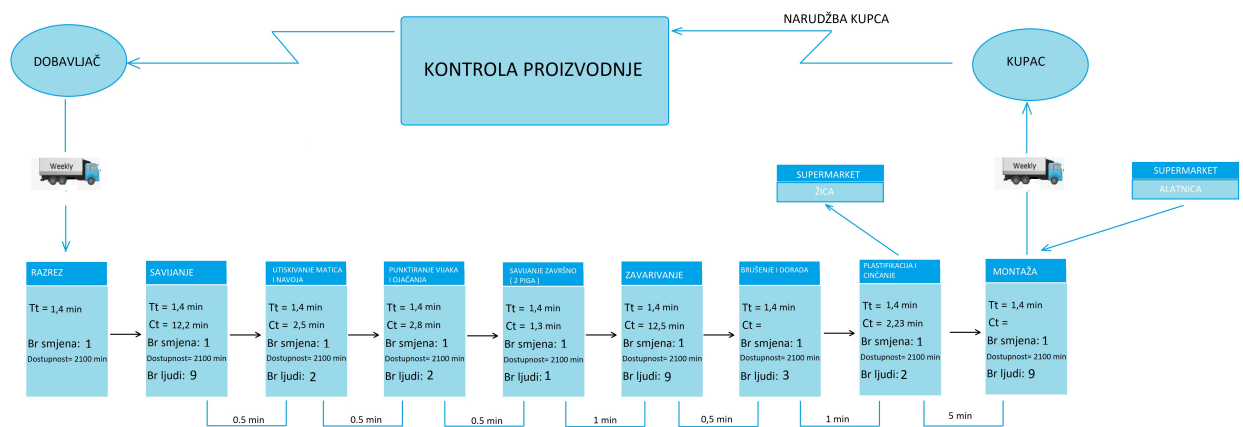 NARUDŽBA KUPCA
DOBAVLJAČ
KONTROLA PROIZVODNJE
KUPAC
Weekly
Weekly
SUPERMARKET
ŽICA
SUPERMARKET
ALATNICA
RAZREZ
Tt = 1,4 min
Br smjena: 1
Dostupnost= 2100 min
SAVIJANJE
Tt = 1,4 min
Ct = 12,2 min
Br smjena: 1
Dostupnost= 2100 min
Br ljudi: 9
UTISKIVANJE MATICA
I NAVOJA
Tt = 1,4 min
Ct = 2,5 min
Br smjena: 1
Dostupnost= 2100 min
Br ljudi: 2
PUNKTIRANJE VIJAKA
I OJAČANJA
Tt = 1,4 min
Ct = 2,8 min
Br smjena: 1
Dostupnost= 2100 min
Br ljudi: 2
SAVIJANJE ZAVRŠNO
( 2 PIGA )
Tt = 1,4 min
Ct = 1,3 min
Br smjena: 1
Dostupnost= 2100 min
Br ljudi: 1
ZAVARIVANJE
Tt = 1,4 min
Ct = 12,5 min
Br smjena: 1
Dostupnost= 2100 min
Br ljudi: 9
BRUŠENJE I DORADA
Tt = 1,4 min
Ct =
Br smjena: 1
Dostupnost= 2100 min
Br ljudi: 3
PLASTIFIKACIJA I
CINČANJE
Tt = 1,4 min
Ct = 2,23 min
Br smjena: 1
Dostupnost= 2100 min
Br ljudi: 2
MONTAŽA
Tt = 1,4 min
Ct =
Br smjena: 1
Dostupnost= 2100 min
Br ljudi: 9
0.5 min
0.5 min
0.5 min
1 min
0,5 min
1 min
5 min